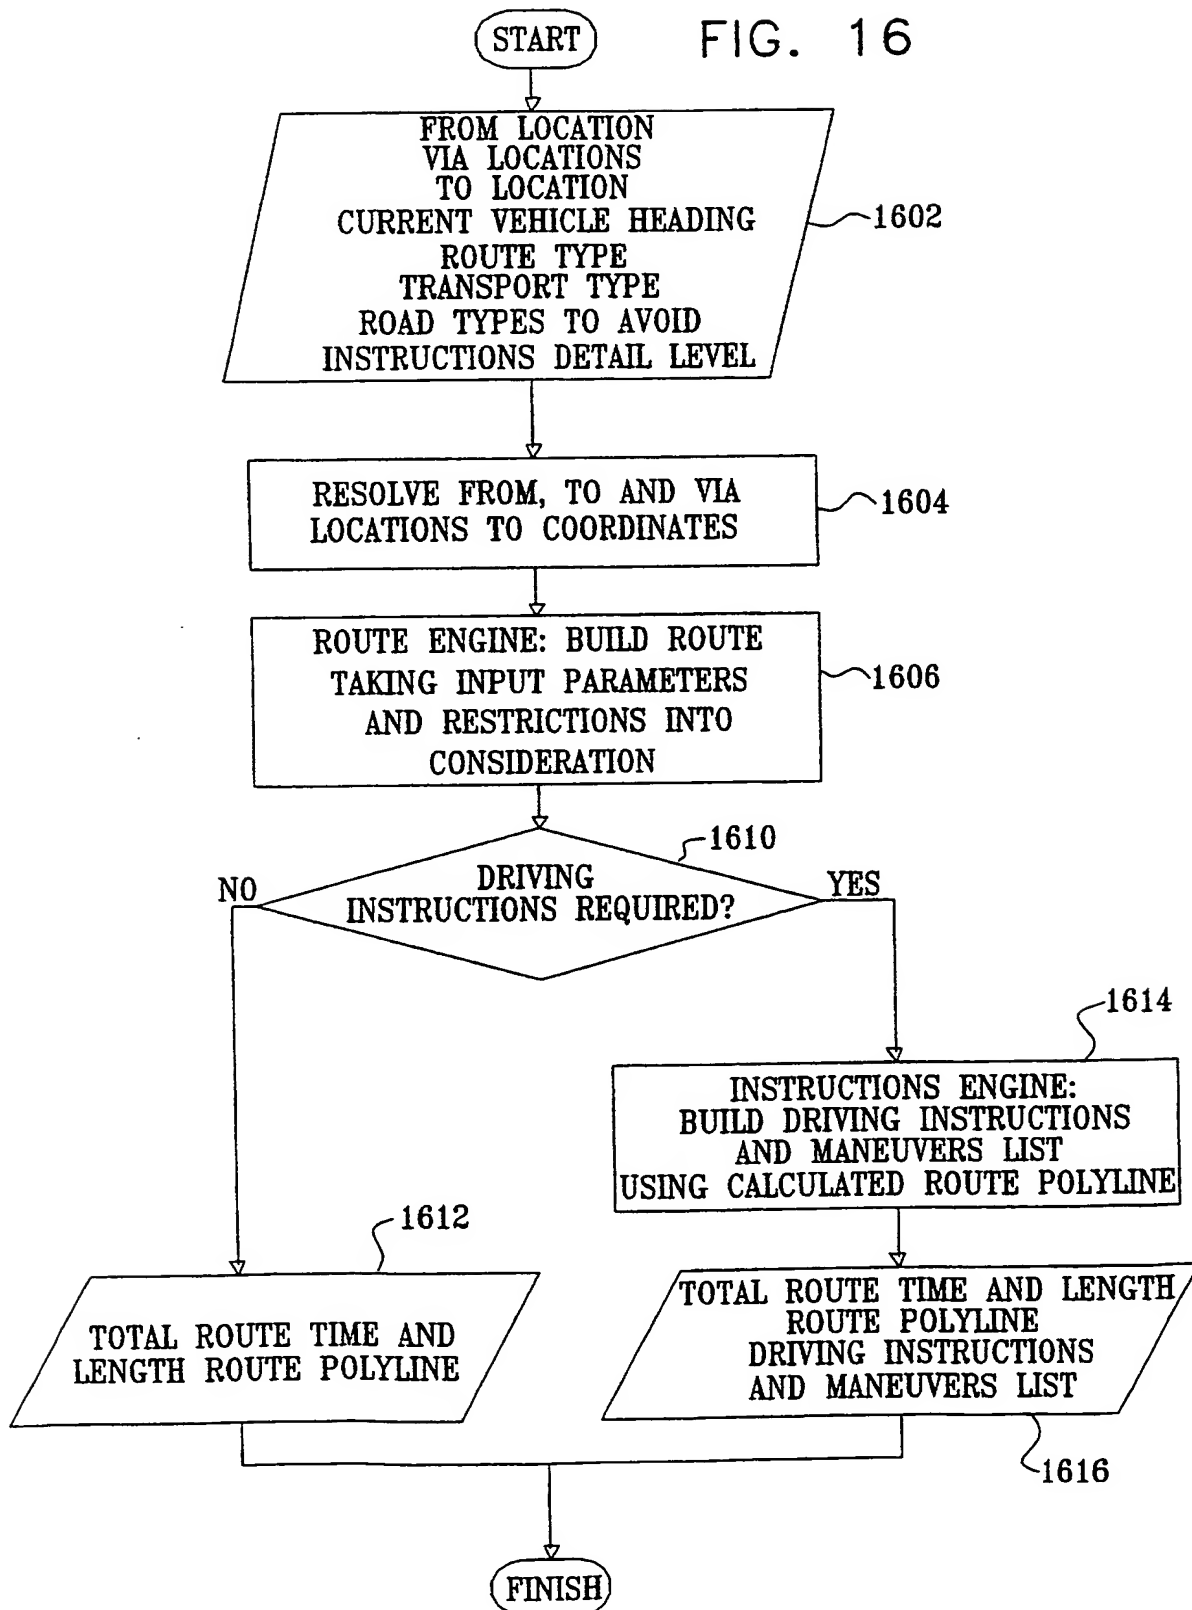 START
FIG. 16
FROM LOCATION
VIA LOCATIONS
TO LOCATION
CURRENT VEHICLE HEADING
ROUTE TYPE
TRANSPORT TYPE
ROAD TYPES TO AVOID
INSTRUCTIONS DETAIL LEVEL
1602
RESOLVE FROM, TO AND VIA
LOCATIONS TO COORDINATES
1604
ROUTE ENGINE: BUILD ROUTE
TAKING INPUT PARAMETERS
AND RESTRICTIONS INTO
CONSIDERATION
1606
1610
DRIVING
INSTRUCTIONS REQUIRED?
NO
YES
1614
INSTRUCTIONS ENGINE:
BUILD DRIVING INSTRUCTIONS
AND MANEUVERS LIST
USING CALCULATED ROUTE POLYLINE
1612
TOTAL ROUTE TIME AND
LENGTH ROUTE POLYLINE
TOTAL ROUTE TIME AND LENGTH
ROUTE POLYLINE
DRIVING INSTRUCTIONS
AND MANEUVERS LIST
1616
FINISH